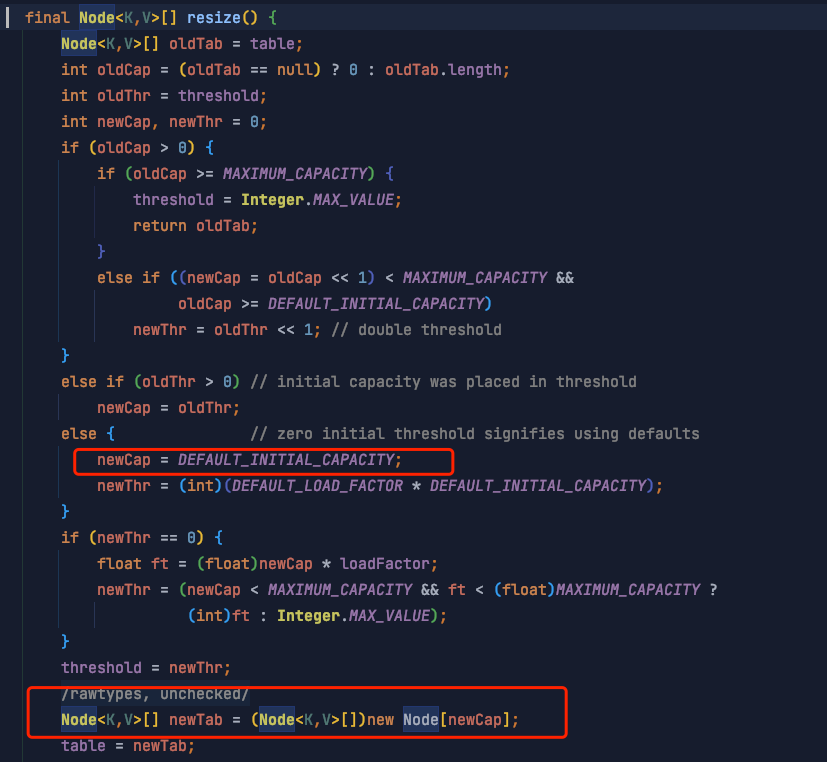 final Node<K,V>[] resize() {
Node<K,V>[] oldTab = table;
int oldCap = (oldTab == null) ? 0 : oldTab.length;
int oldThr = threshold;
int newCap, newThr = 0;
if (oldCap > 0) {
if (oldCap >= MAXIMUM_CAPACITY) {
threshold = Integer.MAX_VALUE;
return oldTab;
}
else if ((newCap = oldCap << 1) < MAXIMUM_CAPACITY &&
oldCap >= DEFAULT_INITIAL_CAPACITY)
newThr = oldThr << 1; // double threshold
}
else if (oldThr > 0) // initial capacity was placed in threshold
newCap = oldThr;
else { // zero initial threshold signifies using defaults
newCap = DEFAULT_INITIAL_CAPACITY;
newThr = (int)(DEFAULT_LOAD_FACTOR * DEFAULT_INITIAL_CAPACITY);
}
if (newThr == 0) {
float ft = (float)newCap * loadFactor;
newThr = (newCap < MAXIMUM_CAPACITY && ft < (float)MAXIMUM_CAPACITY ?
(int)ft : Integer.MAX_VALUE);
}
threshold = newThr;
/rawtypes, unchecked/
Node<K,V>[] newTab = (Node<K,V>[])new Node[newCap];
table = newTab;